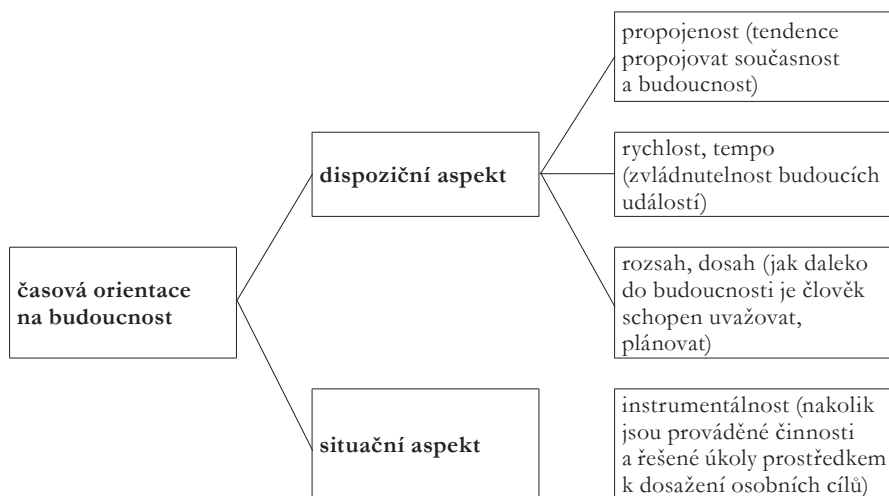 propojenost (tendence
propojovat současnost
a budoucnost)
dispoziční aspekt
rychlost, tempo
(zvládnutelnost budoucích
událostí)
časová orientace
na budoucnost
rozsah, dosah (jak daleko
do budoucnosti je člověk
schopen uvažovat,
plánovat)
situační aspekt
instrumentálnost (nakolik
jsou prováděné činnosti
a řešené úkoly prostředkem
k dosažení osobních cílů)